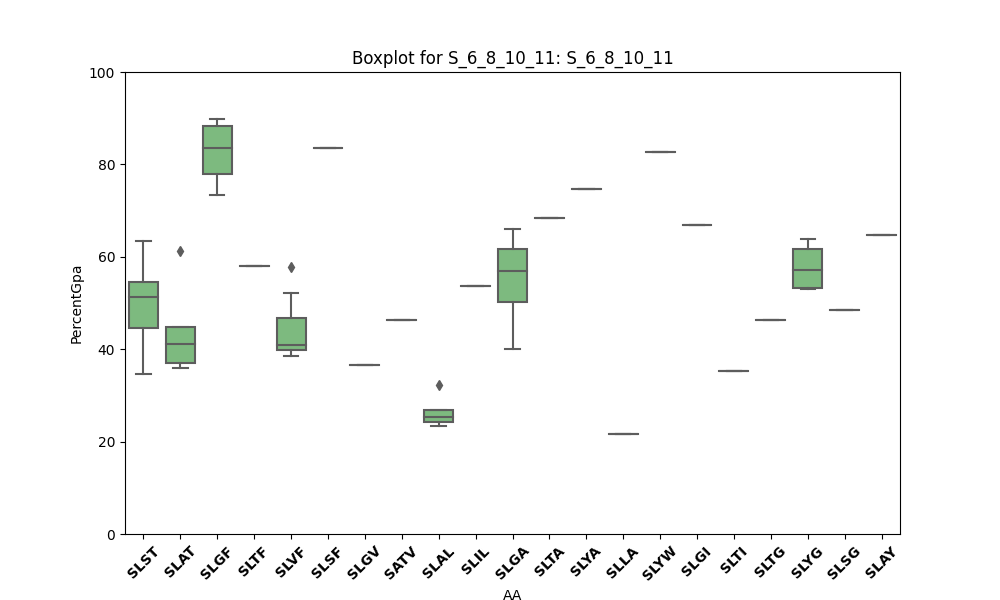 Boxplot for S_6_8_10_11: S_6_8_10_11
PercentGpa
100
80
60
40
20
0
SLST SLAT SLGF SLTF SLVF SLSF SLGV SATV SLAL SLIL SLGA SLTA SLYA SLLA SLYW SLGI SLTI SLTG SLYG SLSG SLAY
AA